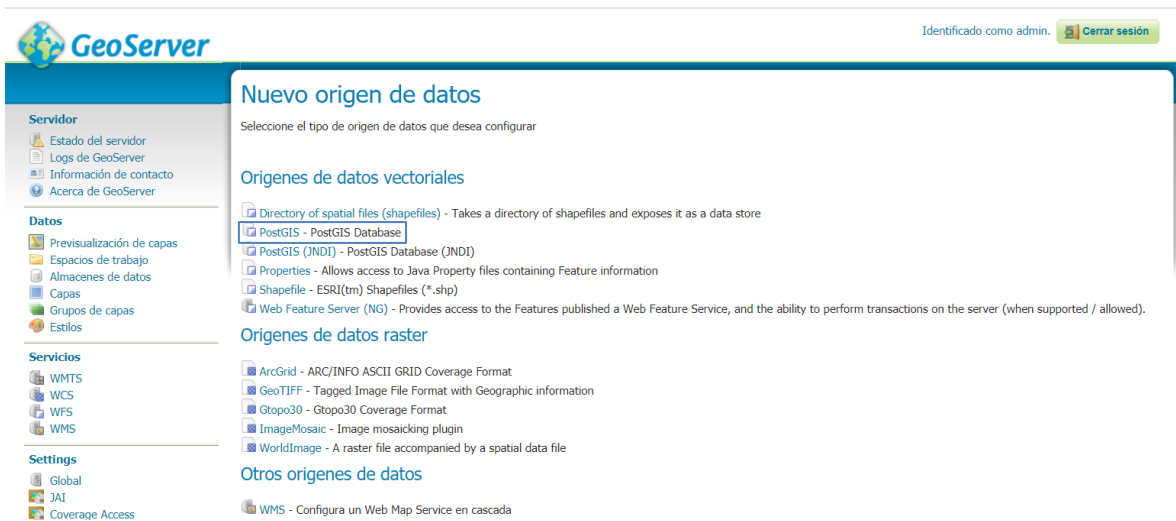 GeoServer
Identificado como admin.
Cerrar sesión
Servidor
Estado del servidor
Logs de GeoServer
Información de contacto
Acerca de GeoServer
Datos
Previsualización de capas
Espacios de trabajo
Almacenes de datos
Capas
Grupos de capas
Estilos
Servicios
WMTS
WCS
WFS
WMS
Settings
Global
JAI
Coverage Access
Nuevo origen de datos
Seleccione el tipo de origen de datos que desea configurar
Origenes de datos vectoriales
Directory of spatial files (shapefiles) - Takes a directory of shapefiles and exposes it as a data store
PostGIS - PostGIS Database
PostGIS (JNDI) - PostGIS Database (JNDI)
Properties - Allows access to Java Property files containing Feature information
Shapefile - ESRI(tm) Shapefiles (*.shp)
Web Feature Server (NG) - Provides access to the Features published a Web Feature Service, and the ability to perform transactions on the server (when supported / allowed).
Origenes de datos raster
ArcGrid - ARC/INFO ASCII GRID Coverage Format
GeoTIFF - Tagged Image File Format with Geographic information
Gtopo30 - Gtopo30 Coverage Format
ImageMosaic - Image mosaicking plugin
WorldImage - A raster file accompanied by a spatial data file
Otros origenes de datos
WMS - Configura un Web Map Service en cascada